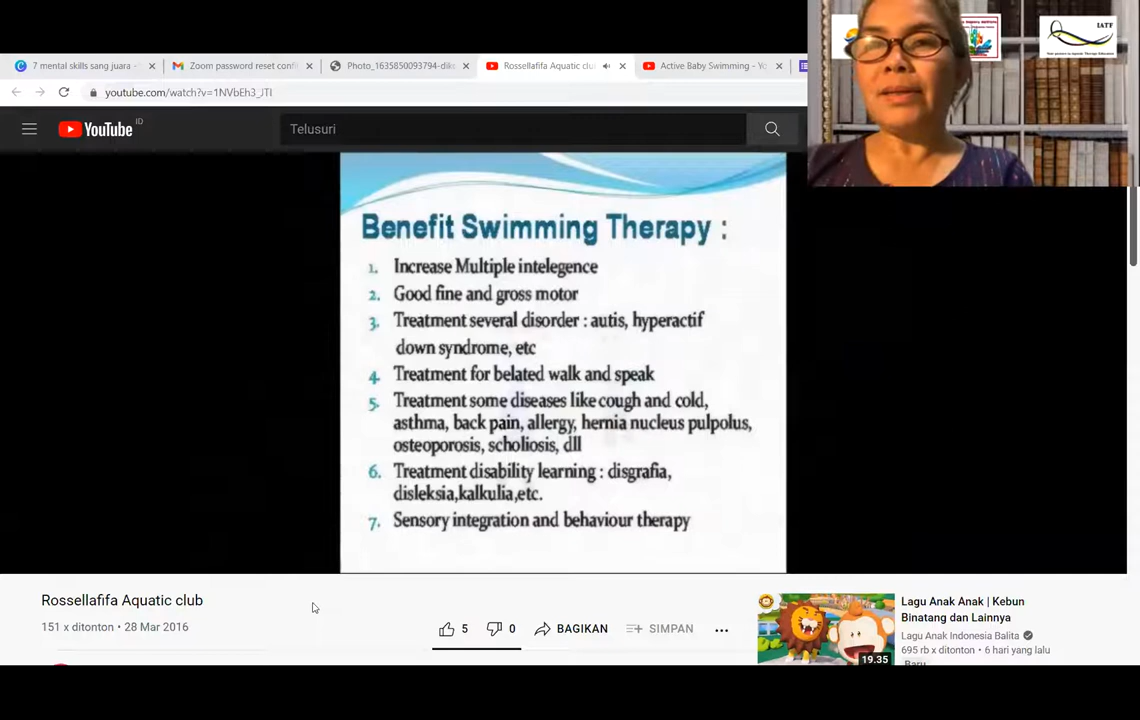 IATF
7 mental skills sang juara -
Zoom password reset confi
Photo_1635850093794-dik
Rossellafifa Aquatic clu
Active Baby Swimming - Yo
youtube.com/watch?v=1NVbEh3_JTI
YouTube ID
Telusuri
Benefit Swimming Therapy :
1. Increase Multiple intelegence
2. Good fine and gross motor
3. Treatment several disorder : autis, hyperactif
down syndrome, etc
4. Treatment for belated walk and speak
5. Treatment some diseases like cough and cold,
asthma, back pain, allergy, hernia nucleus pulpolus,
osteoporosis, scholiosis, dll
6. Treatment disability learning : disgrafia,
disleksia,kalkulia,etc.
7. Sensory integration and behaviour therapy
Rossellafifa Aquatic club
151 x ditonton • 28 Mar 2016
5
0
BAGIKAN
SIMPAN
Lagu Anak Anak | Kebun
Binatang dan Lainnya
Lagu Anak Indonesia Balita
695 rb x ditonton • 6 hari yang lalu
Baru
19.35